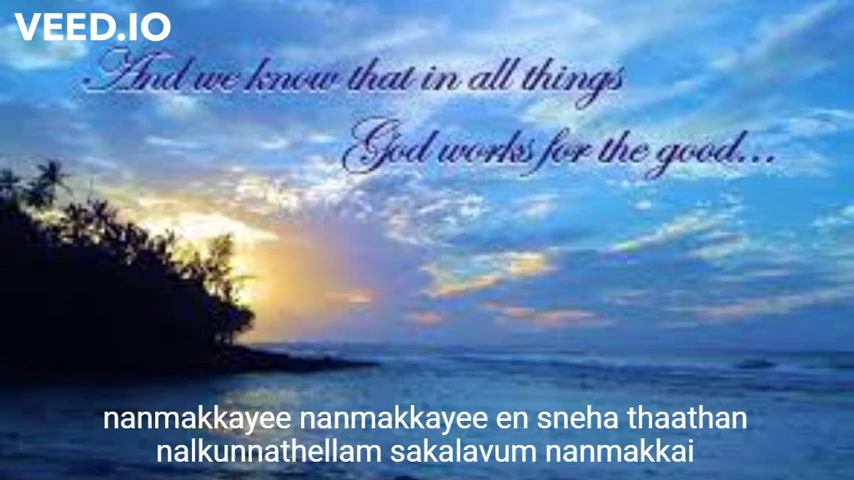 VEED.IO
And we know that in all things
God works for the good...
nanmakkayee nanmakkayee en sneha thaathan
nalkunnathellam sakalavum nanmakkai